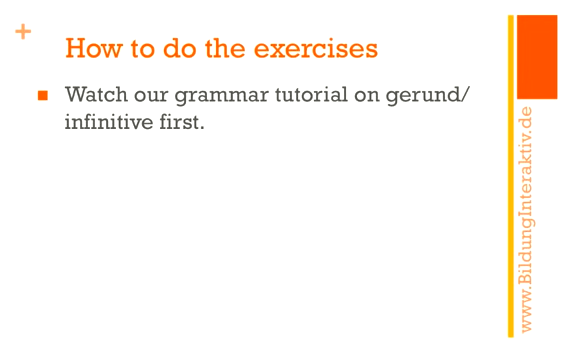 +
How to do the exercises
Watch our grammar tutorial on gerund/
infinitive first.
www.BildungInteraktiv.de